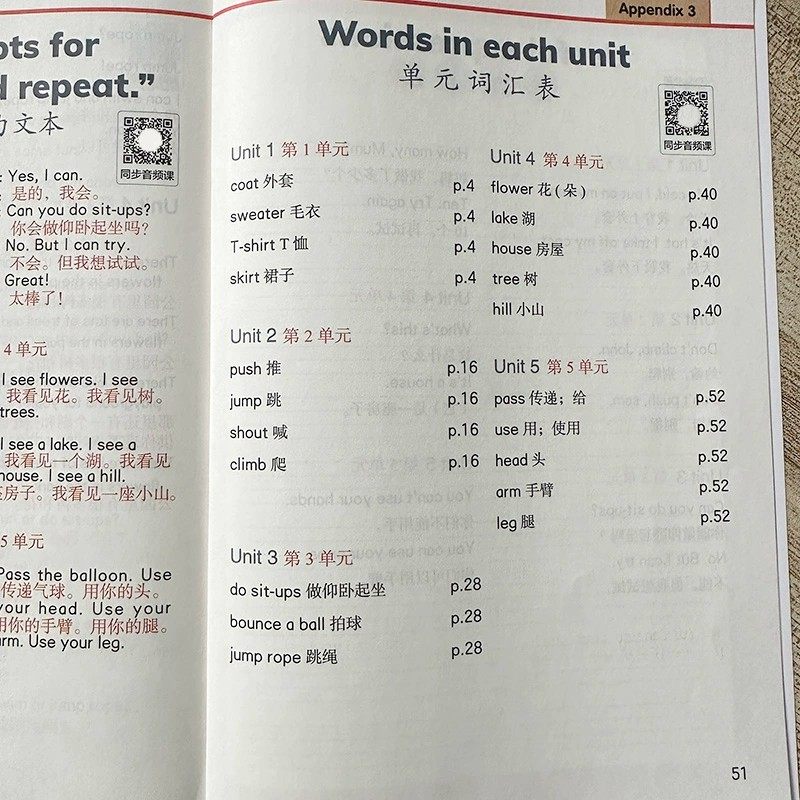 pts for
d repeat."
的文本
同步音频课
: Yes, I can.
: 是的，我会。
Can you do sit-ups?
你会做仰卧起坐吗？
No. But I can try.
不会。但我想试试。
Great!
太棒了！
4 单元
I see flowers. I see
我看见花。我看见树。
trees.
I see a lake. I see a
我看见一个湖。我看见
house. I see a hill.
座房子。我看见一座小山。
5 单元
Pass the balloon. Use
传递气球。用你的头。
your head. Use your
用你的手臂。用你的腿。
arm. Use your leg.
Appendix 3
Words in each unit
单元词汇表
同步音频课
Unit 1 第 1 单元
coat 外套 p.4
sweater 毛衣 p.4
T-shirt T 恤 p.4
skirt 裙子 p.4
Unit 2 第 2 单元
push 推 p.16
jump 跳 p.16
shout 喊 p.16
climb 爬 p.16
Unit 3 第 3 单元
do sit-ups 做仰卧起坐 p.28
bounce a ball 拍球 p.28
jump rope 跳绳 p.28
Unit 4 第 4 单元
flower 花（朵） p.40
lake 湖 p.40
house 房屋 p.40
tree 树 p.40
hill 小山 p.40
Unit 5 第 5 单元
pass 传递；给 p.52
use 用；使用 p.52
head 头 p.52
arm 手臂 p.52
leg 腿 p.52
51